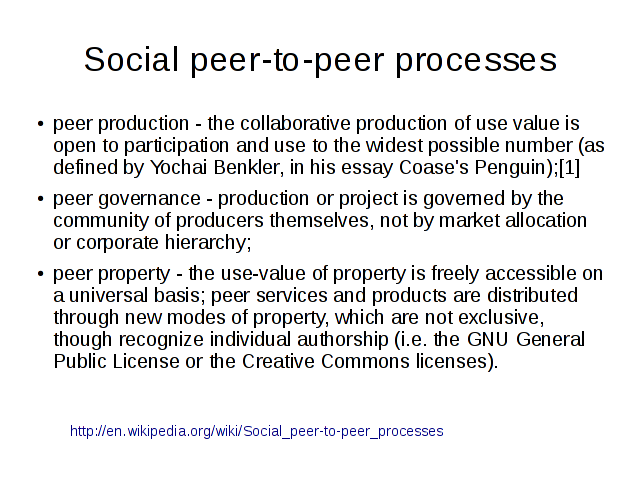 Social peer-to-peer processes
• peer production - the collaborative production of use value is
open to participation and use to the widest possible number (as
defined by Yochai Benkler, in his essay Coase's Penguin);[1]
• peer governance - production or project is governed by the
community of producers themselves, not by market allocation
or corporate hierarchy;
• peer property - the use-value of property is freely accessible on
a universal basis; peer services and products are distributed
through new modes of property, which are not exclusive,
though recognize individual authorship (i.e. the GNU General
Public License or the Creative Commons licenses).
http://en.wikipedia.org/wiki/Social_peer-to-peer_processes